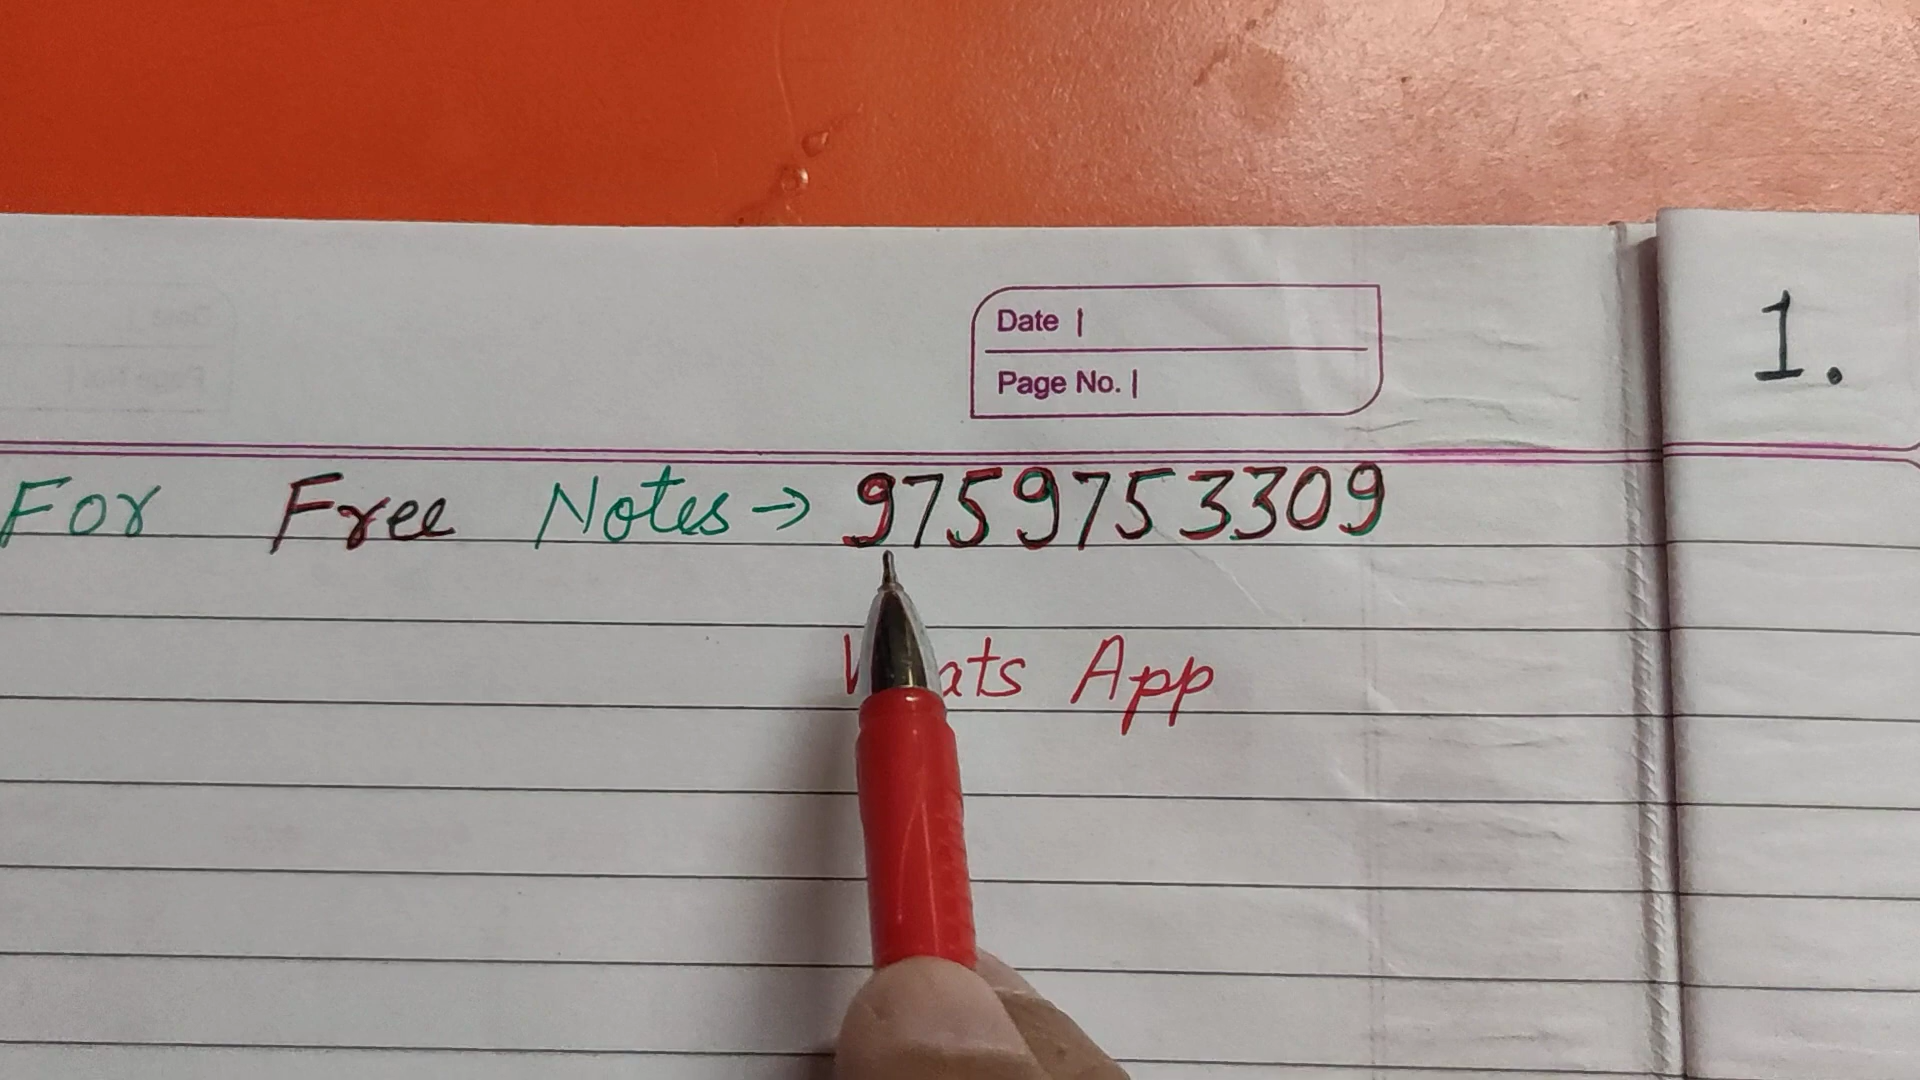 Date |
Page No. |
1.
For Free Notes → 9759753309
App